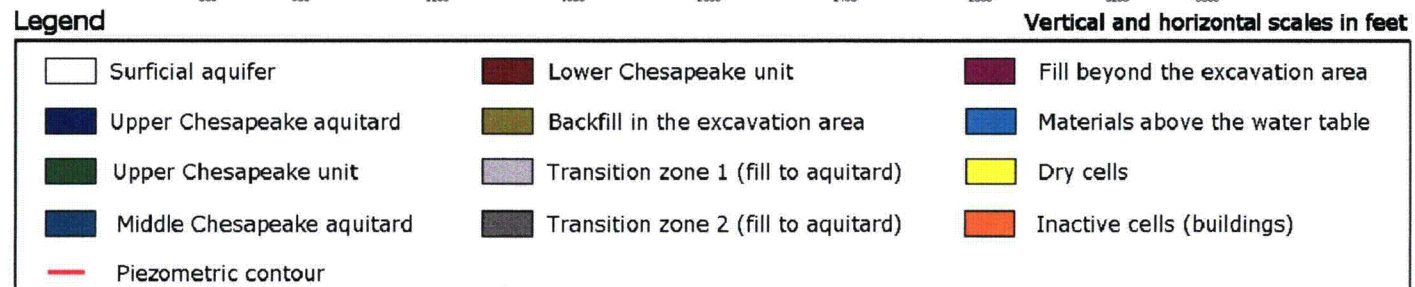 Legend
Vertical and horizontal scales in feet
Surficial aquifer
Lower Chesapeake unit
Fill beyond the excavation area
Upper Chesapeake aquitard
Backfill in the excavation area
Materials above the water table
Upper Chesapeake unit
Transition zone 1 (fill to aquitard)
Dry cells
Middle Chesapeake aquitard
Transition zone 2 (fill to aquitard)
Inactive cells (buildings)
Piezometric contour